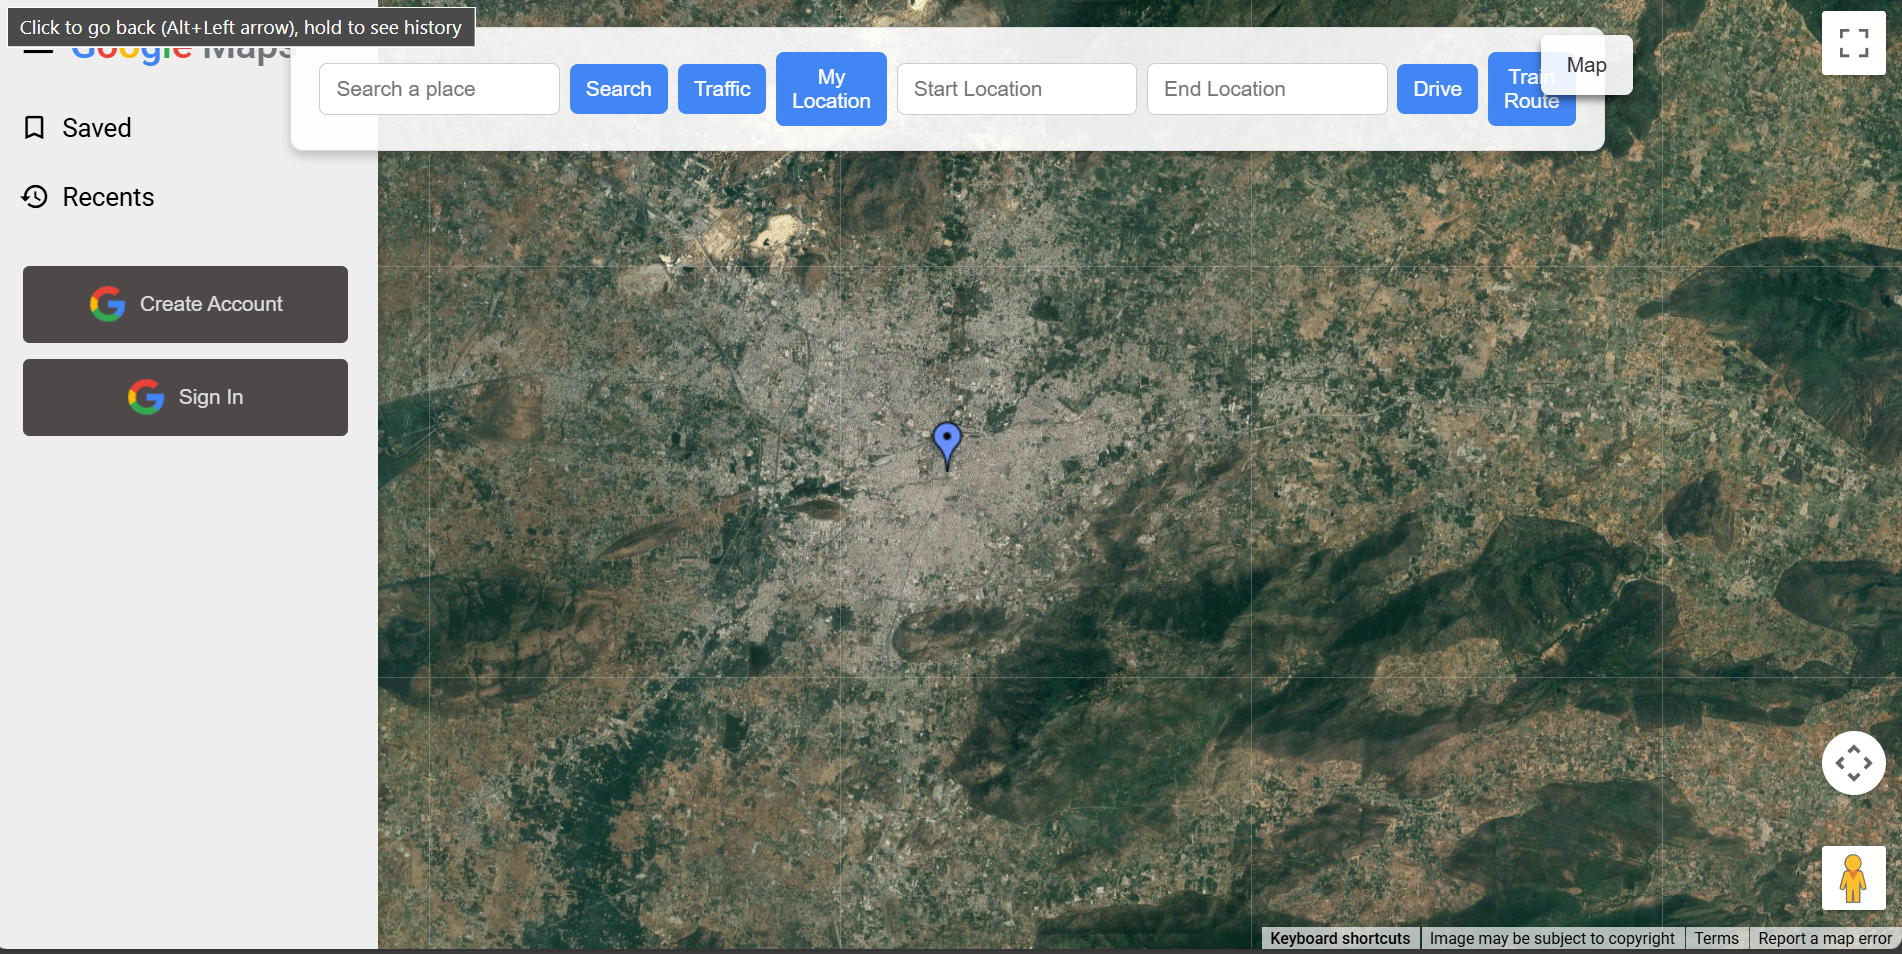 Click to go back (Alt+Left arrow), hold to see history
Google Maps
Search a place
Search
Traffic
My
Location
Start Location
End Location
Drive
Train
Route
Map
Saved
Recents
Create Account
Sign In
Keyboard shortcuts
Image may be subject to copyright
Terms
Report a map error